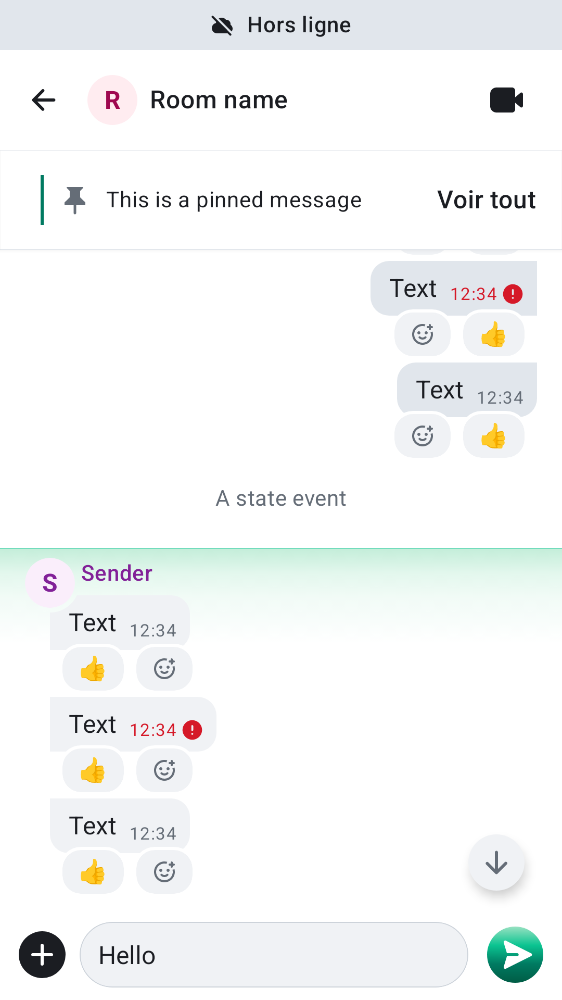 Hors ligne
R Room name
This is a pinned message Voir tout
Text 12:34
👍
Text 12:34
👍
A state event
S Sender
Text 12:34
👍
Text 12:34
👍
Text 12:34
👍
Hello